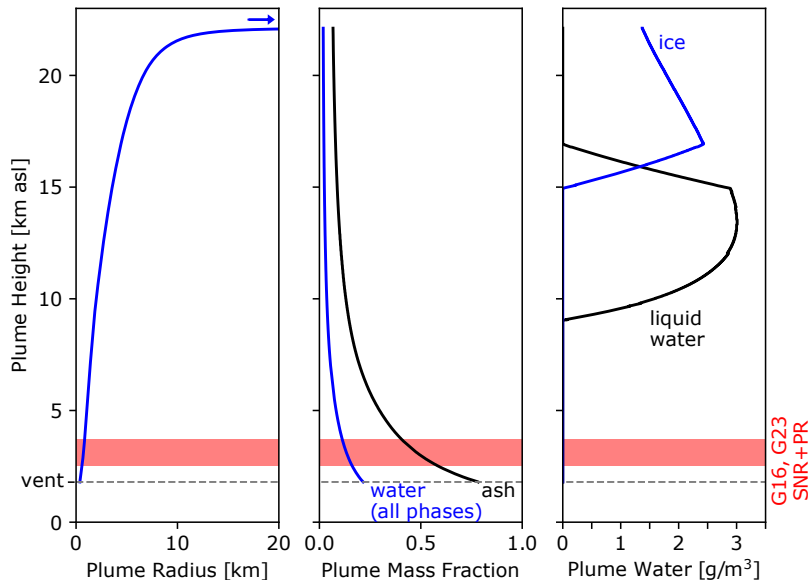 Plume Height [km asl]
20
15
10
5
vent
0
0
10
20
Plume Radius [km]
water
(all phases)
ash
0.0
0.5
1.0
Plume Mass Fraction
ice
liquid
water
0
1
2
3
Plume Water [g/m³]
G16, G23
SNR+PR